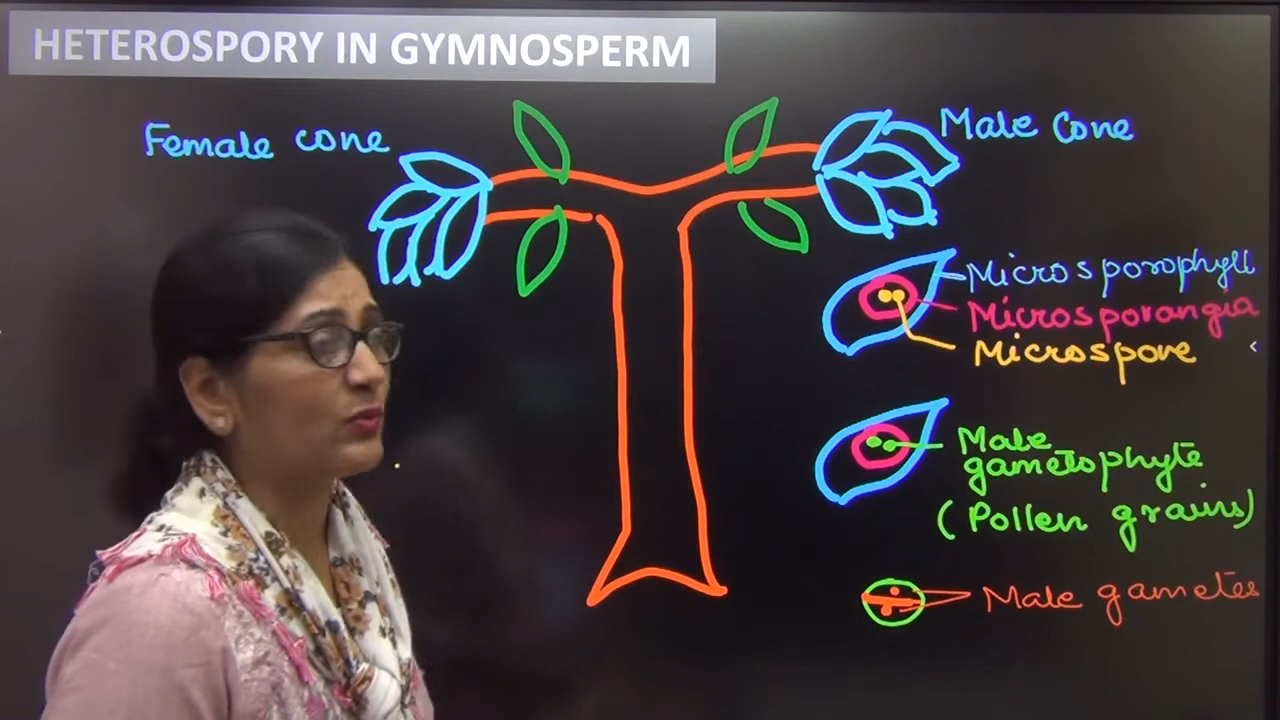 HETEROSPORY IN GYMNOSPERM
Female cone
Male Cone
Microsporophyll
Microsporangia
Microspore
Male
gametophyte
(Pollen grains)
Male gametes